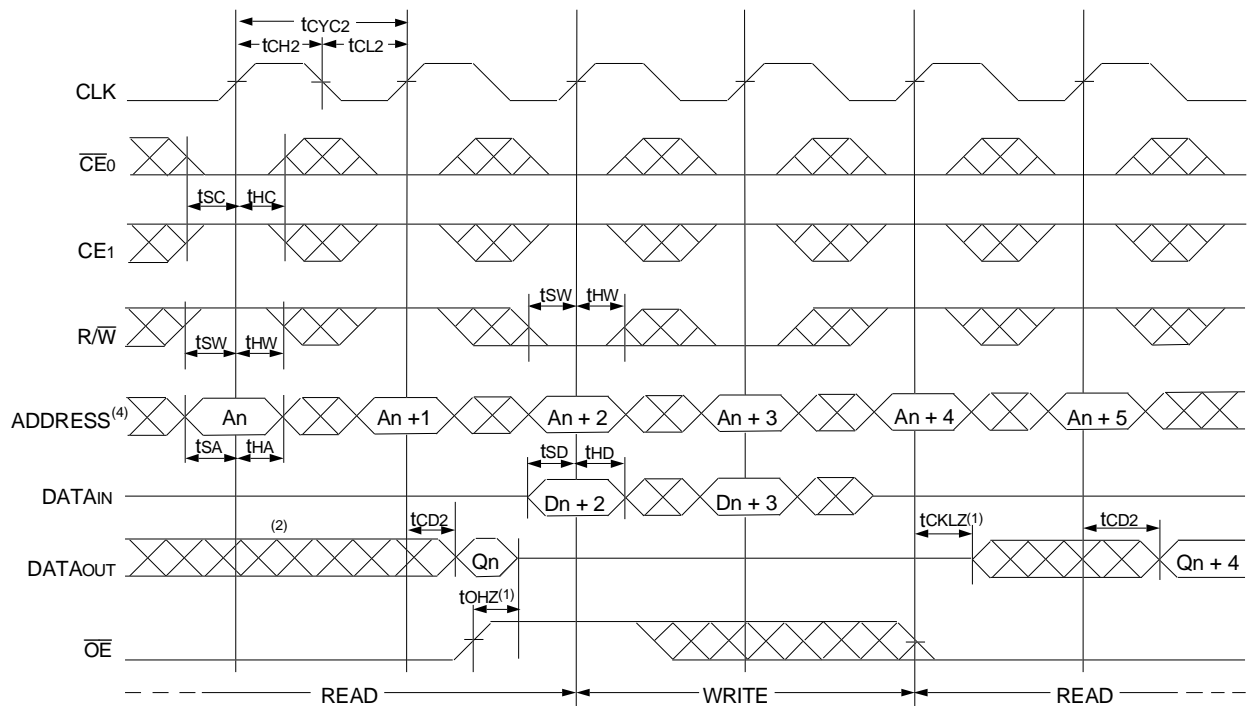 tCYC2
tCH2 tCL2
CLK
CE0
tSC tHC
CE1
tSW tHW
R/W
tSW tHW
ADDRESS(4) An An +1 An + 2 An + 3 An + 4 An + 5
tSA tHA tSD tHD
DATAIN Dn + 2 Dn + 3
(2) tCD2 tCKLZ(1) tCD2
DATAOUT Qn Qn + 4
tOHZ(1)
OE
READ WRITE READ